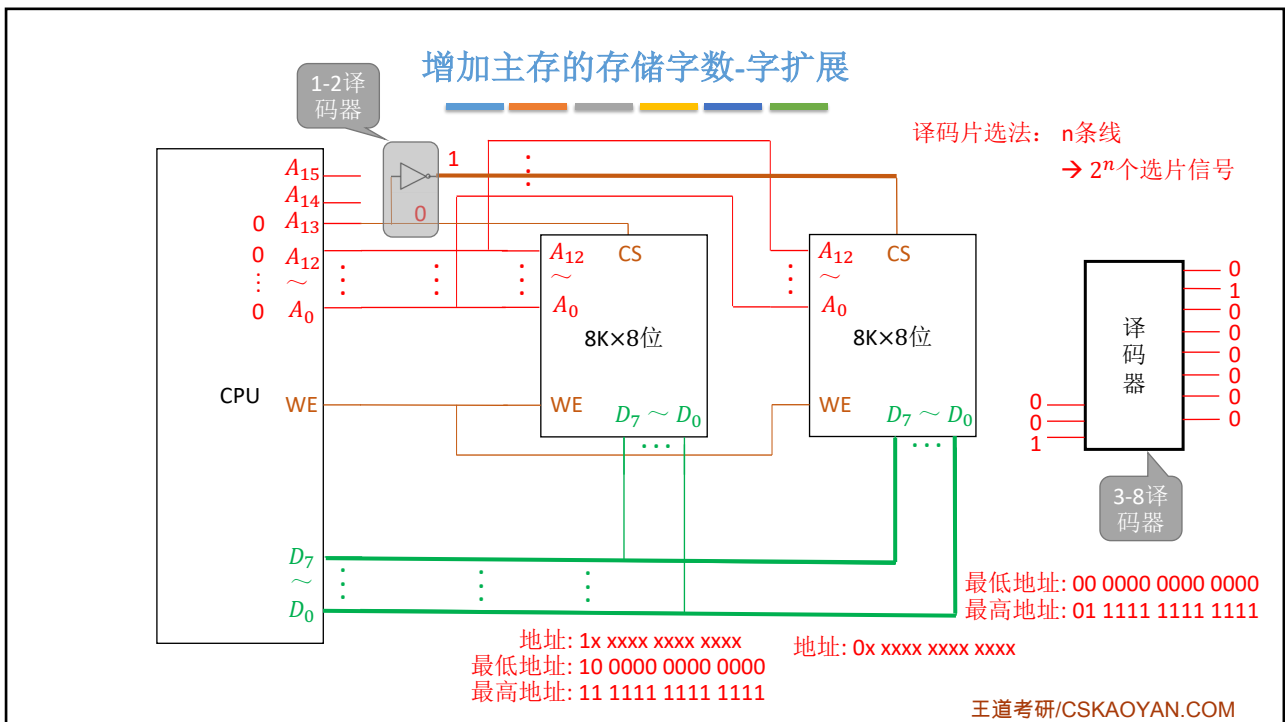 增加主存的存储字数-字扩展
1-2译
码器
译码片选法： n条线
→ 2ⁿ个选片信号
1
0
A₁₅
A₁₄
0 A₁₃
0 A₁₂
⋮ ～
0 A₀
CPU WE
D₇
～
D₀
A₁₂ CS
～
A₀
8K×8位
WE
D₇ ～ D₀
A₁₂ CS
～
A₀
8K×8位
WE
D₇ ～ D₀
译
码
器
0
0
1
0
1
0
0
0
0
0
0
3-8译
码器
最低地址: 00 0000 0000 0000
最高地址: 01 1111 1111 1111
地址: 1x xxxx xxxx xxxx
最低地址: 10 0000 0000 0000
最高地址: 11 1111 1111 1111
地址: 0x xxxx xxxx xxxx
王道考研/CSKAOYAN.COM